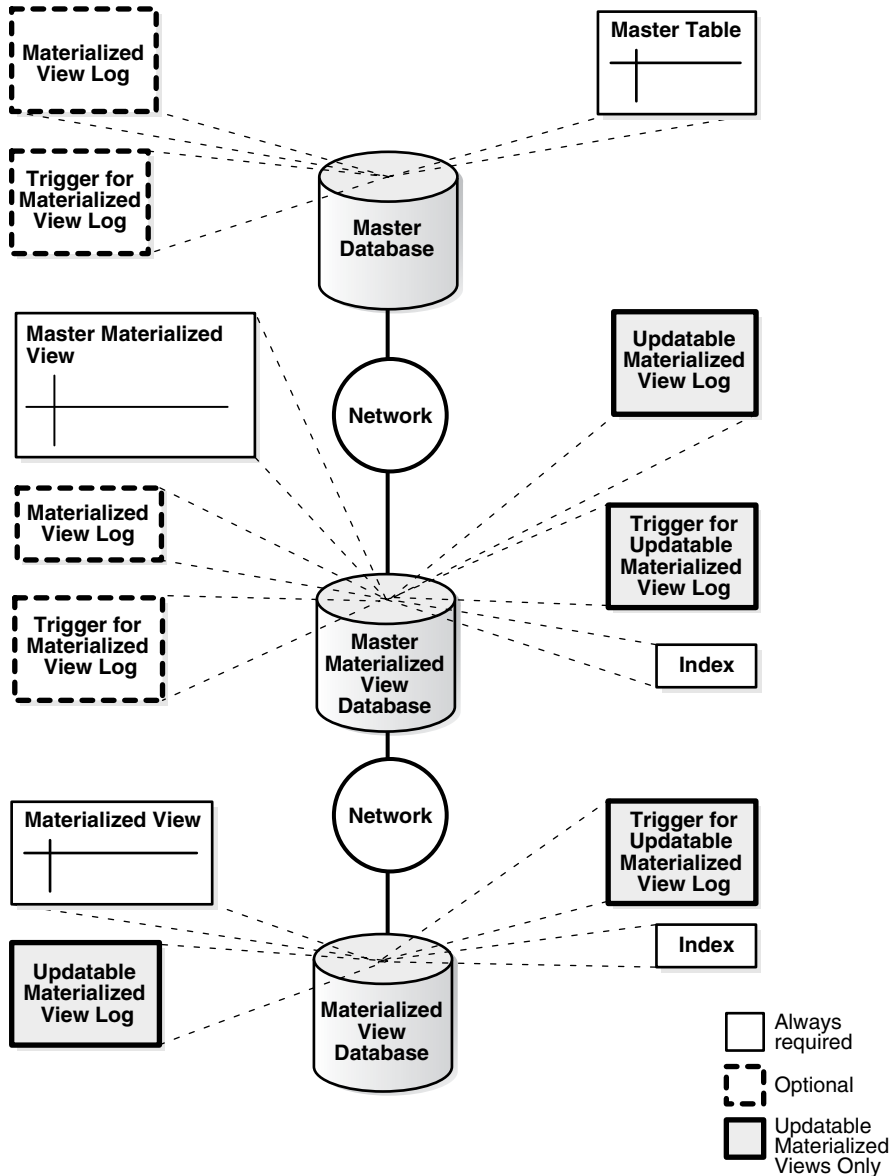 Materialized
View Log
Master Table
Trigger for
Materialized
View Log
Master
Database
Master Materialized
View
Updatable
Materialized
View Log
Network
Materialized
View Log
Trigger for
Updatable
Materialized
View Log
Trigger for
Materialized
View Log
Master
Materialized
View
Database
Index
Network
Materialized View
Trigger for
Updatable
Materialized
View Log
Index
Updatable
Materialized
View Log
Materialized
View
Database
Always
required
Optional
Updatable
Materialized
Views Only